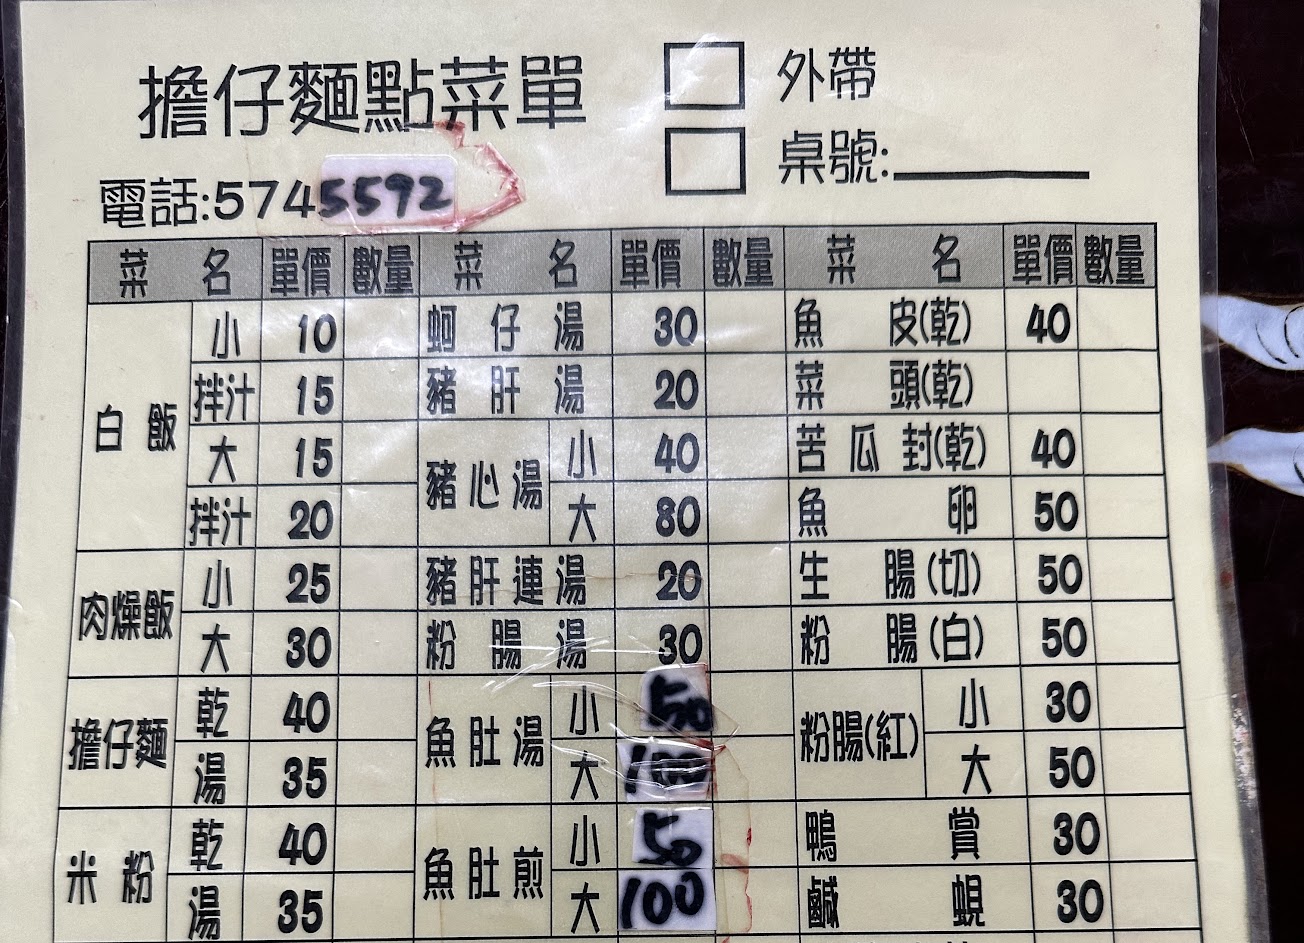 擔仔麵點菜單
外帶
桌號:
電話:5745592
菜名 單價 數量 菜名 單價 數量 菜名 單價 數量
白飯 小 10 蚵仔湯 30 魚皮(乾) 40
拌汁 15 豬肝湯 20 菜頭(乾)
大 15 豬心湯 小 40 苦瓜封(乾) 40
拌汁 20 大 80 魚卵 50
肉燥飯 小 25 豬肝連湯 20 生腸(切) 50
大 30 粉腸湯 30 粉腸(白) 50
擔仔麵 乾 40 魚肚湯 小 50 粉腸(紅) 小 30
湯 35 大 100 大 50
米粉 乾 40 魚肚煎 小 50 鴨賞 30
湯 35 大 100 鹹蜆 30